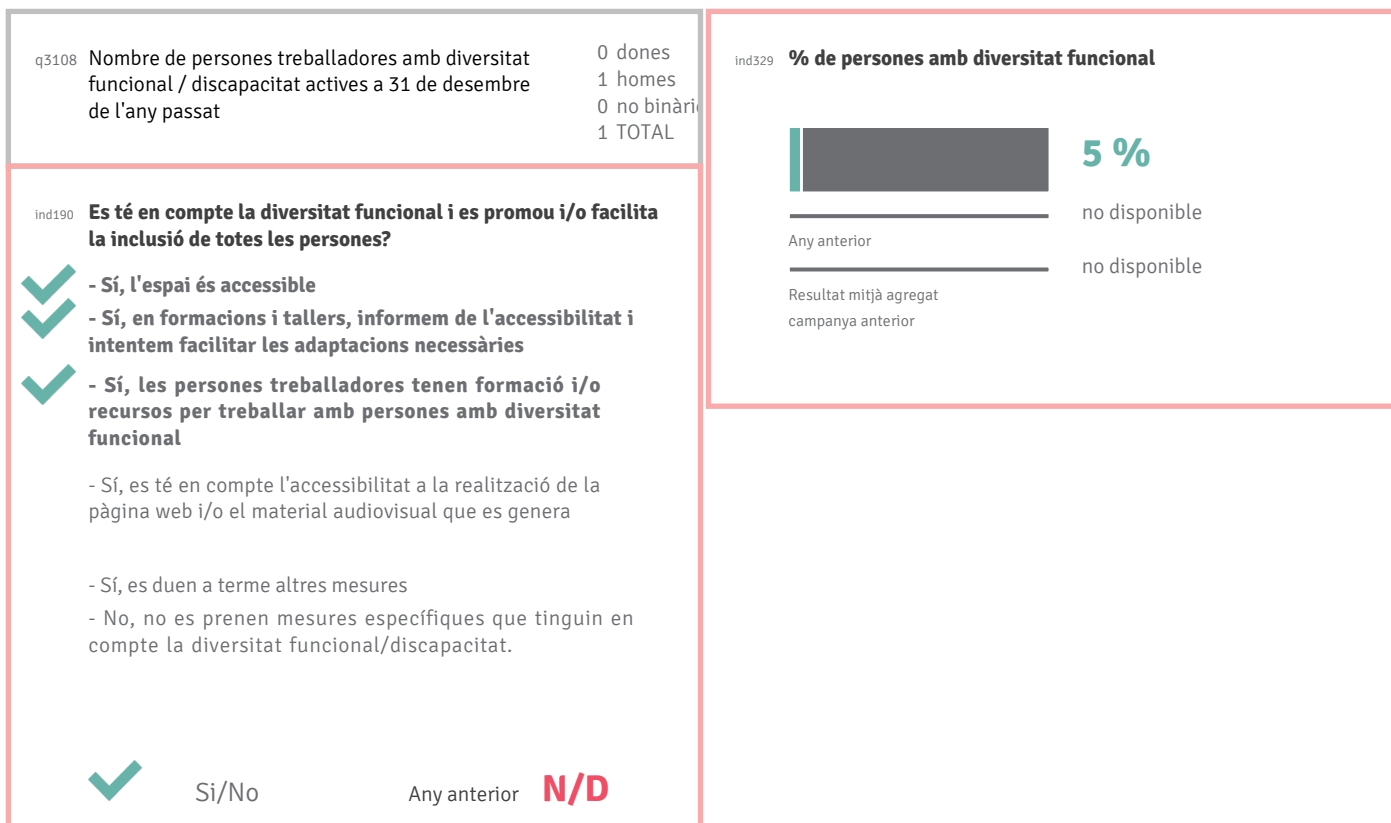 q3108 Nombre de persones treballadores amb diversitat
funcional / discapacitat actives a 31 de desembre
de l'any passat
0 dones
1 homes
0 no binàri
1 TOTAL
ind190 Es té en compte la diversitat funcional i es promou i/o facilita
la inclusió de totes les persones?
- Sí, l'espai és accessible
- Sí, en formacions i tallers, informem de l'accessibilitat i
intentem facilitar les adaptacions necessàries
- Sí, les persones treballadores tenen formació i/o
recursos per treballar amb persones amb diversitat
funcional
- Sí, es té en compte l'accessibilitat a la realització de la
pàgina web i/o el material audiovisual que es genera
- Sí, es duen a terme altres mesures
- No, no es prenen mesures específiques que tinguin en
compte la diversitat funcional/discapacitat.
Si/No Any anterior N/D
ind329 % de persones amb diversitat funcional
5 %
no disponible
Any anterior
no disponible
Resultat mitjà agregat
campanya anterior